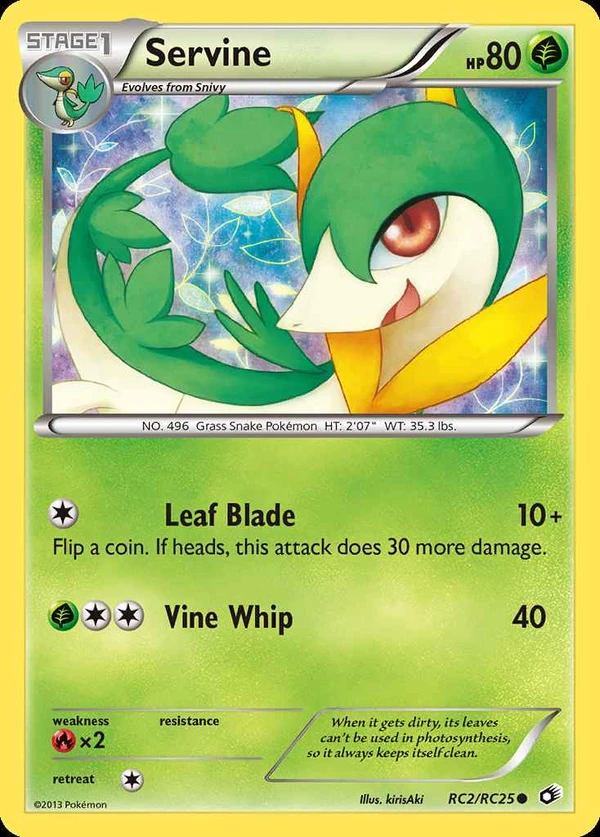 STAGE1
Servine
HP80
Evolves from Snivy
NO. 496 Grass Snake Pokémon HT: 2'07" WT: 35.3 lbs.
Leaf Blade 10+
Flip a coin. If heads, this attack does 30 more damage.
Vine Whip 40
weakness resistance
×2
When it gets dirty, its leaves
can't be used in photosynthesis,
so it always keeps itself clean.
retreat
©2013 Pokémon
Illus. kirisAki
RC2/RC25